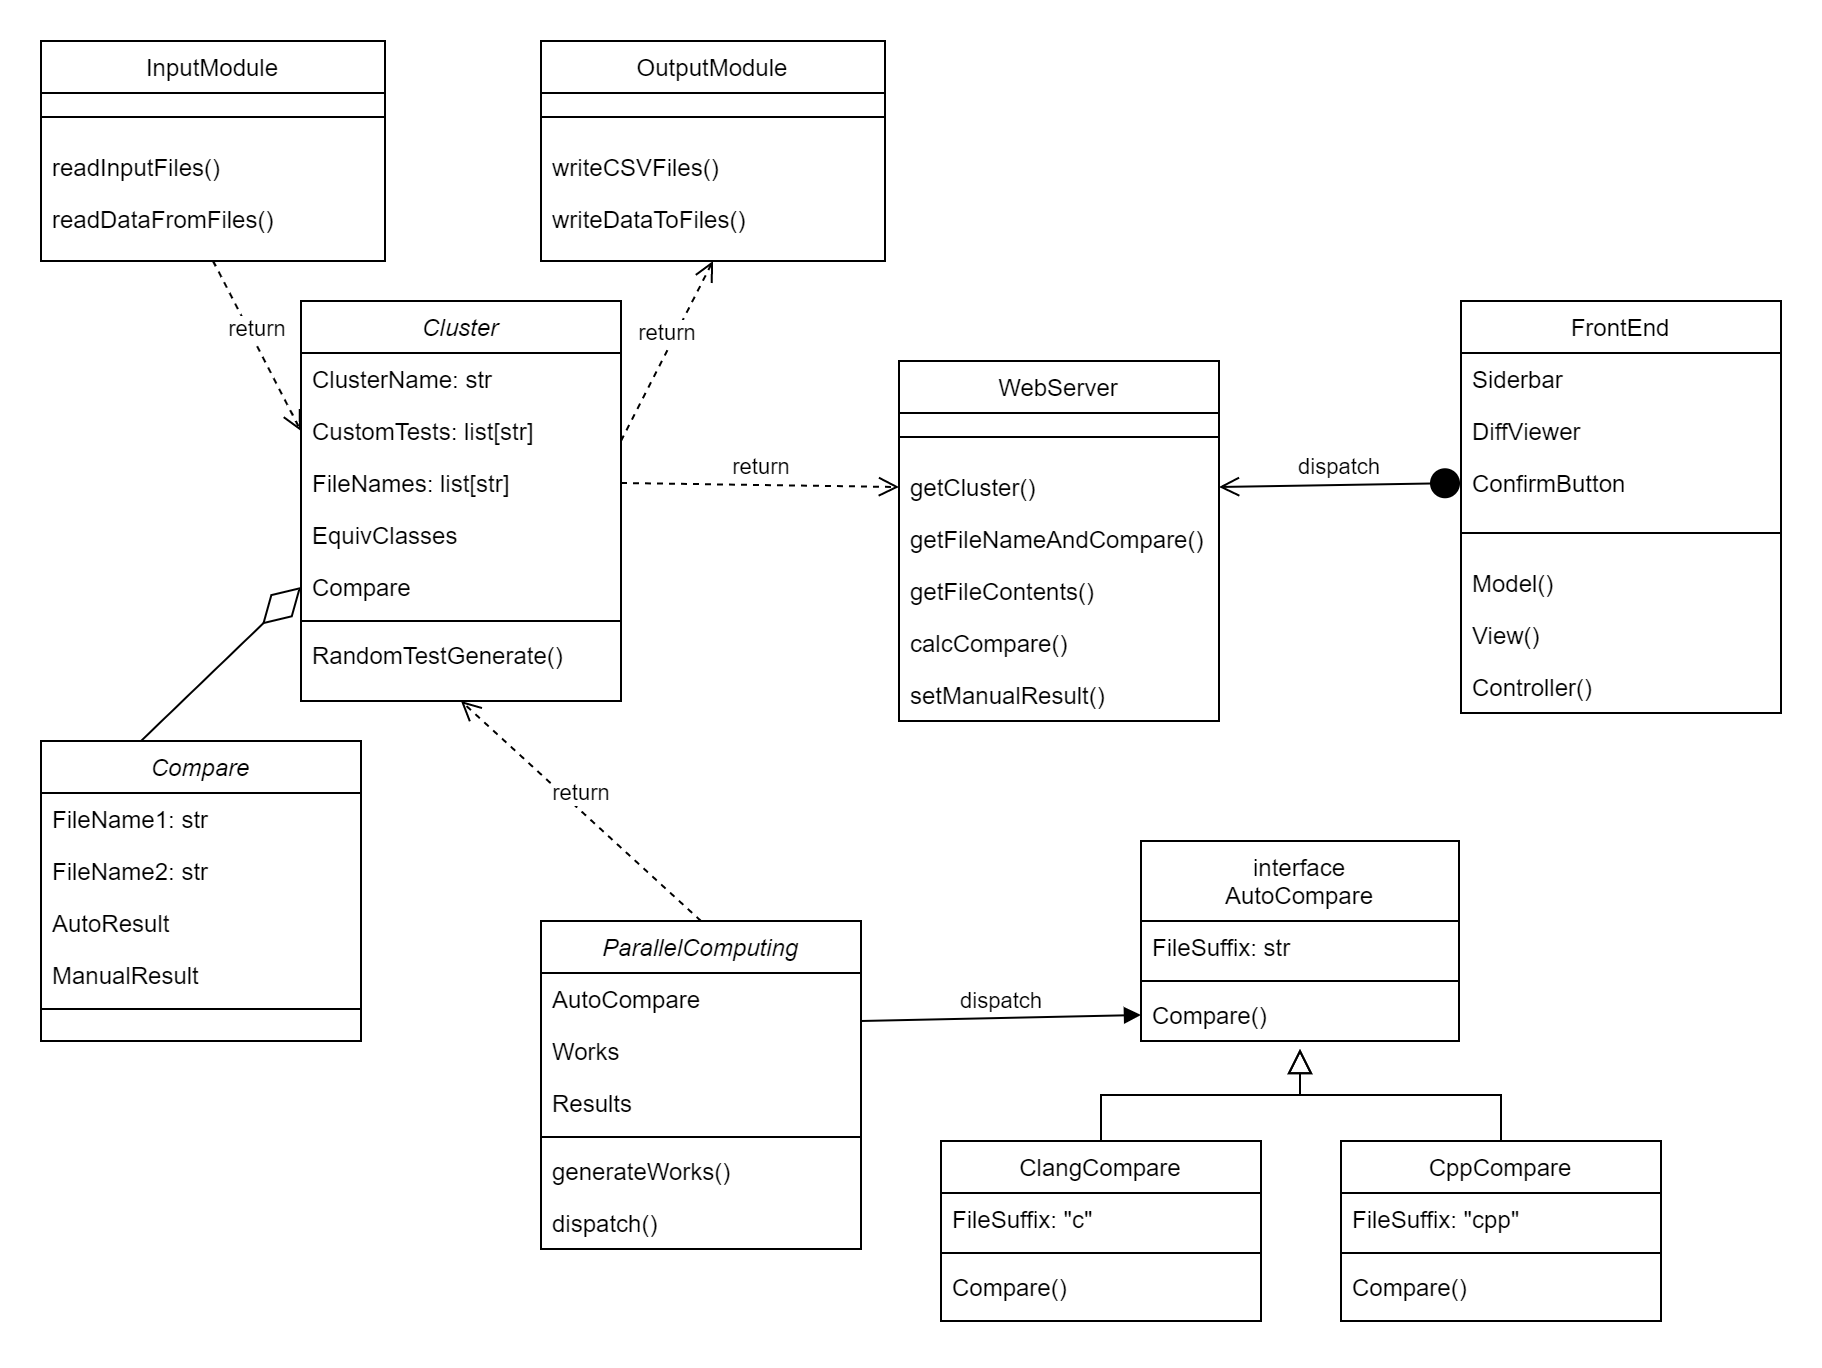 InputModule
readInputFiles()
readDataFromFiles()
OutputModule
writeCSVFiles()
writeDataToFiles()
return
return
Cluster
ClusterName: str
CustomTests: list[str]
FileNames: list[str]
EquivClasses
Compare
RandomTestGenerate()
return
WebServer
getCluster()
getFileNameAndCompare()
getFileContents()
calcCompare()
setManualResult()
dispatch
FrontEnd
Siderbar
DiffViewer
ConfirmButton
Model()
View()
Controller()
Compare
FileName1: str
FileName2: str
AutoResult
ManualResult
return
ParallelComputing
AutoCompare
Works
Results
generateWorks()
dispatch()
dispatch
interface
AutoCompare
FileSuffix: str
Compare()
ClangCompare
FileSuffix: "c"
Compare()
CppCompare
FileSuffix: "cpp"
Compare()